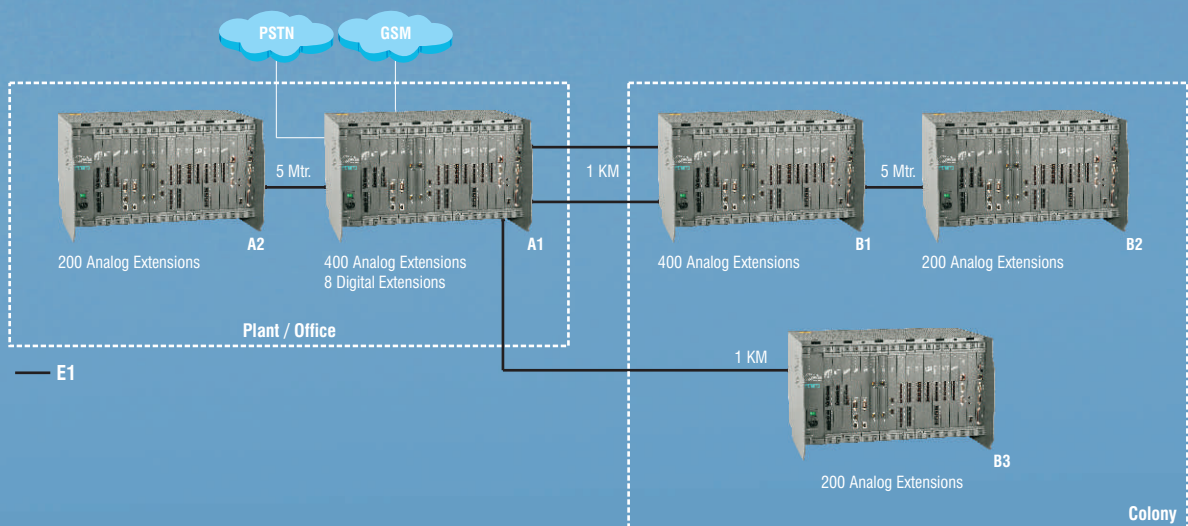 PSTN
GSM
5 Mtr.
1 KM
5 Mtr.
A2
A1
B1
B2
200 Analog Extensions
400 Analog Extensions
8 Digital Extensions
400 Analog Extensions
200 Analog Extensions
Plant / Office
1 KM
E1
B3
200 Analog Extensions
Colony